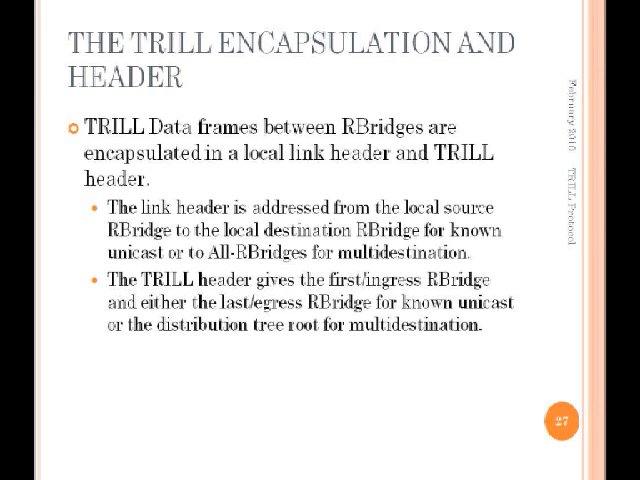 THE TRILL ENCAPSULATION AND
HEADER
TRILL Data frames between RBridges are
encapsulated in a local link header and TRILL
header.
The link header is addressed from the local source
RBridge to the local destination RBridge for known
unicast or to All-RBridges for multidestination.
The TRILL header gives the first/ingress RBridge
and either the last/egress RBridge for known unicast
or the distribution tree root for multidestination.
February 2010 TRILL Protocol
27